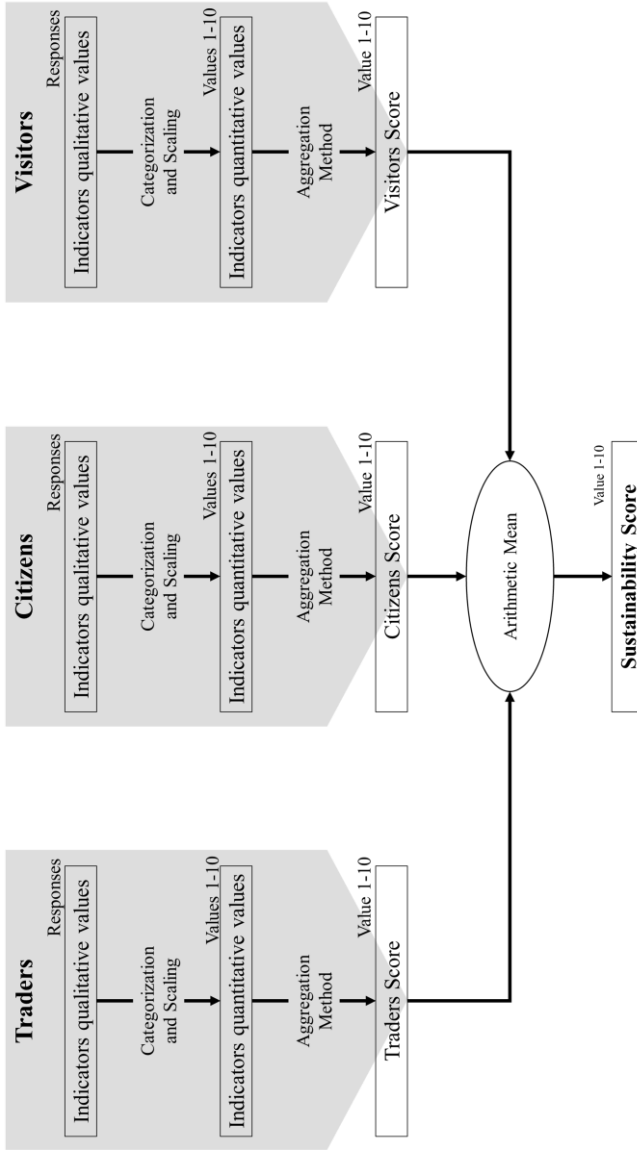 Traders
Responses
Indicators qualitative values
Categorization
and Scaling
Values 1-10
Indicators quantitative values
Aggregation
Method
Value 1-10
Traders Score
Citizens
Responses
Indicators qualitative values
Categorization
and Scaling
Values 1-10
Indicators quantitative values
Aggregation
Method
Value 1-10
Citizens Score
Visitors
Responses
Indicators qualitative values
Categorization
and Scaling
Values 1-10
Indicators quantitative values
Aggregation
Method
Value 1-10
Visitors Score
Arithmetic Mean
Value 1-10
Sustainability Score